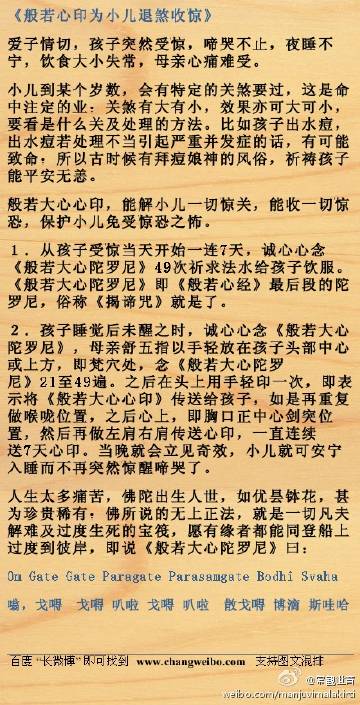 《般若心印为小儿退煞收惊》
爱子情切，孩子突然受惊，啼哭不止，夜睡不
宁，饮食大小失常，母亲心痛难受。
小儿到某个岁数，会有特定的关煞要过，这是命
中注定的业：关煞有大有小，效果亦可大可小，
要看是什么关及处理的方法。比如孩子出水痘，
出水痘若处理不当引起严重并发症的话，有可能
致命；所以古时候有拜痘娘神的风俗，祈祷孩子
能平安无恙。
般若大心心印，能解小儿一切惊关，能收一切惊
恐，保护小儿免受惊恐之怖。
1．从孩子受惊当天开始一连7天，诚心心念
《般若大心陀罗尼》49次祈求法水给孩子饮服。
《般若大心陀罗尼》即《般若心经》最后段的陀
罗尼，俗称《揭谛咒》就是了。
2．孩子睡觉后未醒之时，诚心心念《般若大心
陀罗尼》，母亲舒五指以手轻放在孩子头部中心
或上方，即梵穴处，念《般若大心陀罗
尼》21至49遍。之后在头上用手轻印一次，即表
示将《般若大心心印》传送给孩子，如是再重复
做喉咙位置，之后心上，即胸口正中心剑突位
置，然后再做左肩右肩传送心印，一直连续
送7天心印。当晚就会立见奇效，小儿就可安宁
入睡而不再突然惊醒啼哭了。
人生太多痛苦，佛陀出生人世，如优昙钵花，甚
为珍贵稀有；佛所说的无上正法，就是一切凡夫
解难及过度生死的宝筏，愿有缘者都能同登船上
过度到彼岸，即说《般若大心陀罗尼》曰：
Om Gate Gate Paragate Parasamgate Bodhi Svaha
嗡，戈嘚 戈嘚 叭啦 戈嘚 叭啦 散戈嘚 博滴 斯哇哈
百度 “长微博” 即可找到 www.changweibo.com 支持图文混排
weibo.com/manjuvimalakirti